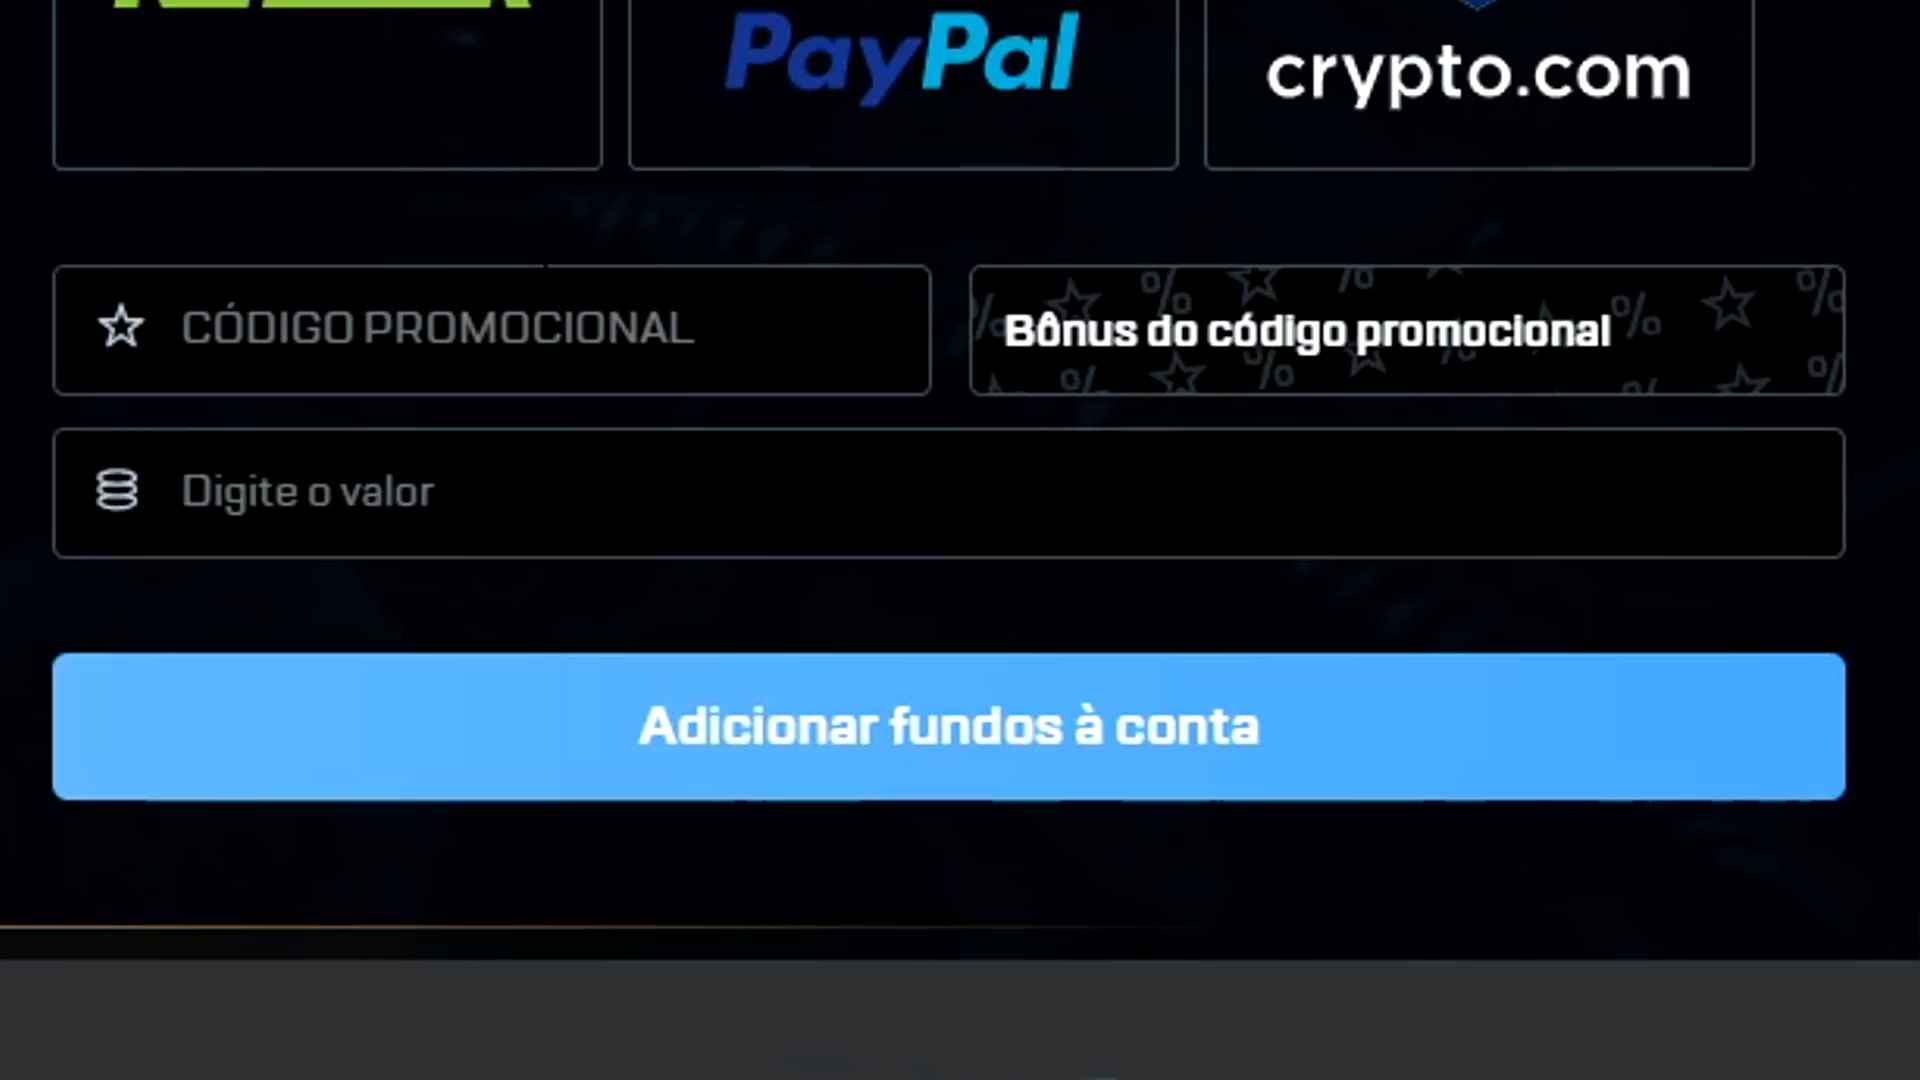 PayPal
crypto.com
CÓDIGO PROMOCIONAL
Bônus do código promocional
Digite o valor
Adicionar fundos à conta